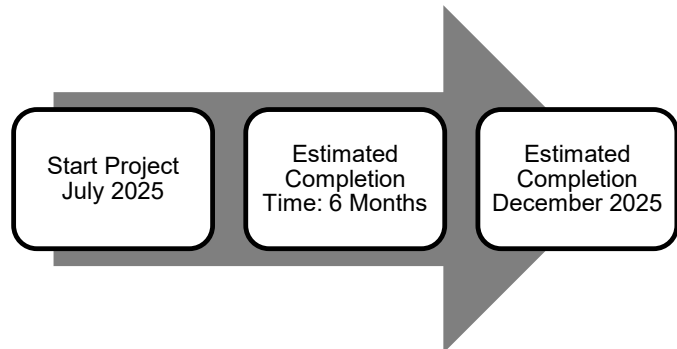 Start Project
July 2025
Estimated
Completion
Time: 6 Months
Estimated
Completion
December 2025